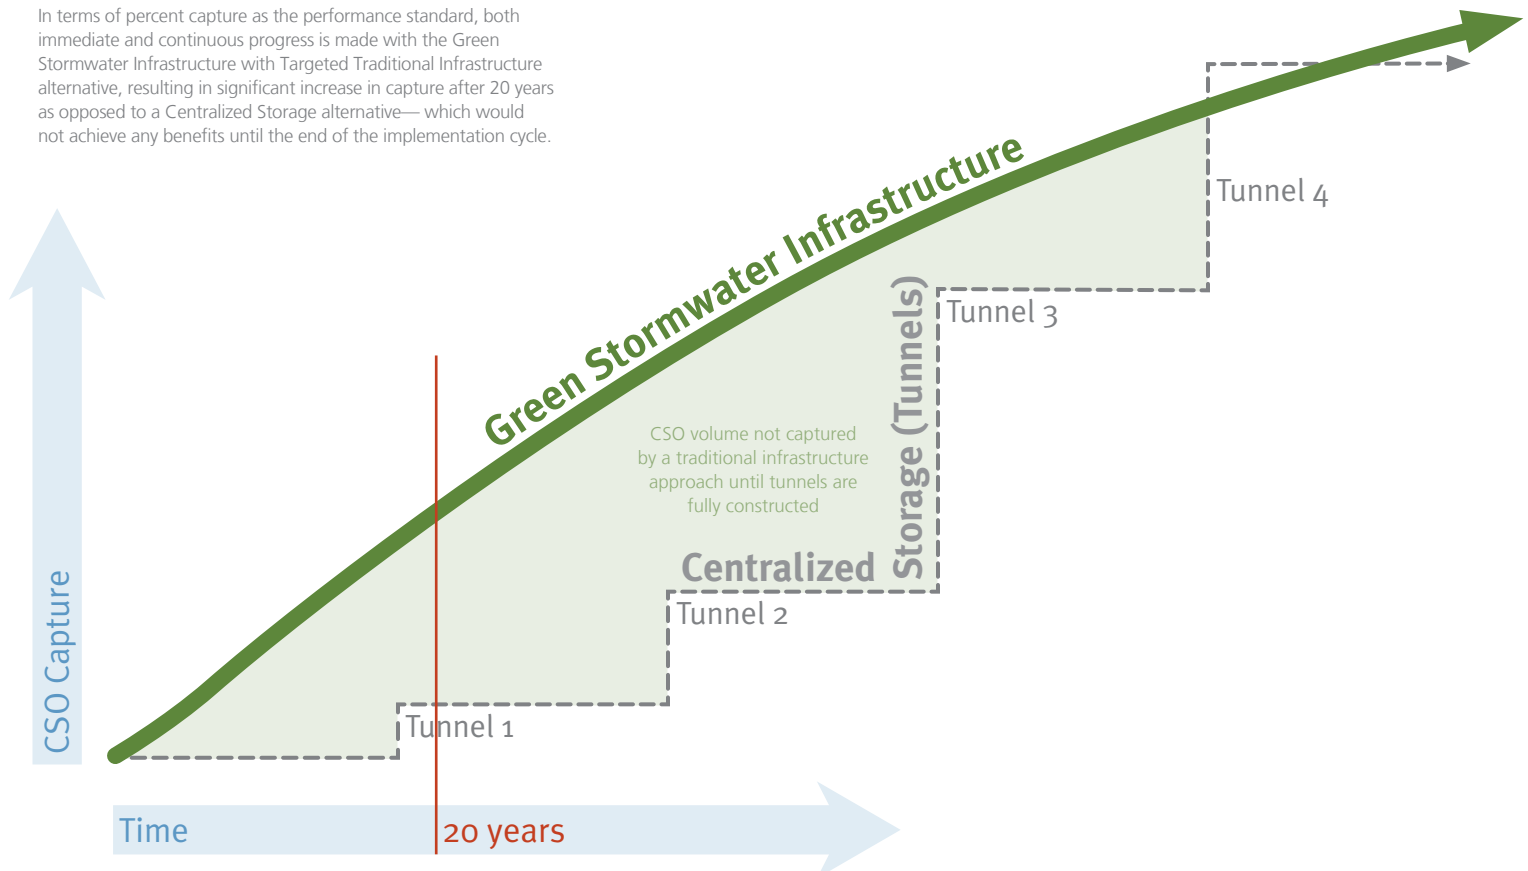 In terms of percent capture as the performance standard, both
immediate and continuous progress is made with the Green
Stormwater Infrastructure with Targeted Traditional Infrastructure
alternative, resulting in significant increase in capture after 20 years
as opposed to a Centralized Storage alternative— which would
not achieve any benefits until the end of the implementation cycle.
Green Stormwater Infrastructure
Tunnel 4
Tunnel 3
Storage (Tunnels)
CSO volume not captured
by a traditional infrastructure
approach until tunnels are
fully constructed
Centralized
Tunnel 2
Tunnel 1
CSO Capture
Time
20 years